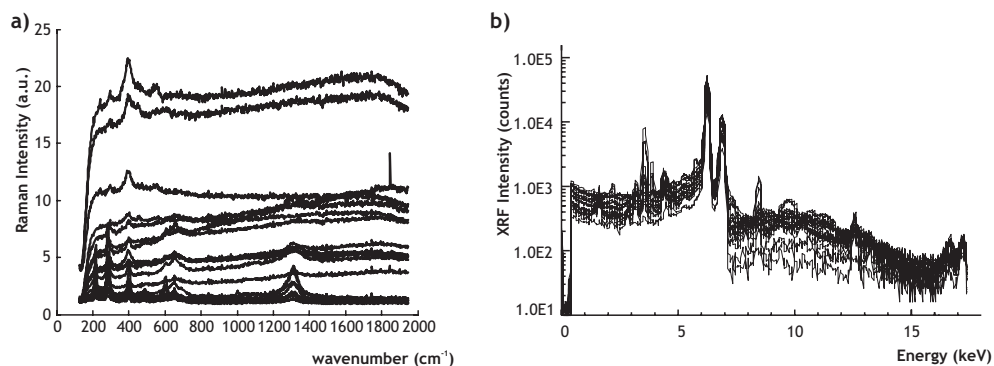 a)
25
20
15
10
5
0
Raman Intensity (a.u.)
0 200 400 600 800 1000 1200 1400 1600 1800 2000
wavenumber (cm⁻¹)
b)
1.0E5
1.0E4
1.0E3
1.0E2
1.0E1
XRF Intensity (counts)
0 5 10 15
Energy (keV)